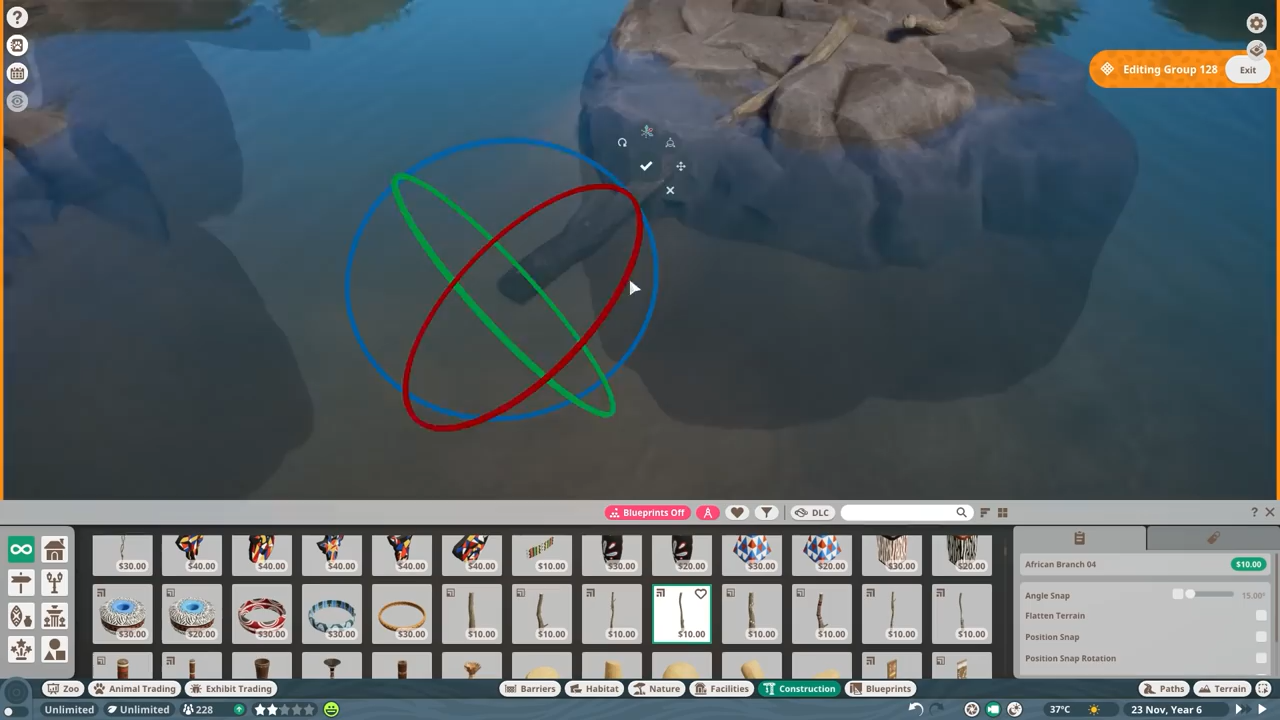 Editing Group 128
Exit
Blueprints Off
DLC
$30.00 $40.00 $30.00 $40.00 $40.00 $10.00 $30.00 $20.00 $30.00 $20.00 $30.00 $20.00
$30.00 $20.00 $30.00 $30.00 $30.00 $10.00 $10.00 $10.00 $10.00 $10.00 $10.00 $10.00 $10.00
African Branch 04
$10.00
Angle Snap
15.00°
Flatten Terrain
Position Snap
Position Snap Rotation
Zoo
Animal Trading
Exhibit Trading
Barriers
Habitat
Nature
Facilities
Construction
Blueprints
Paths
Terrain
Unlimited
Unlimited
228
37°C
23 Nov, Year 6